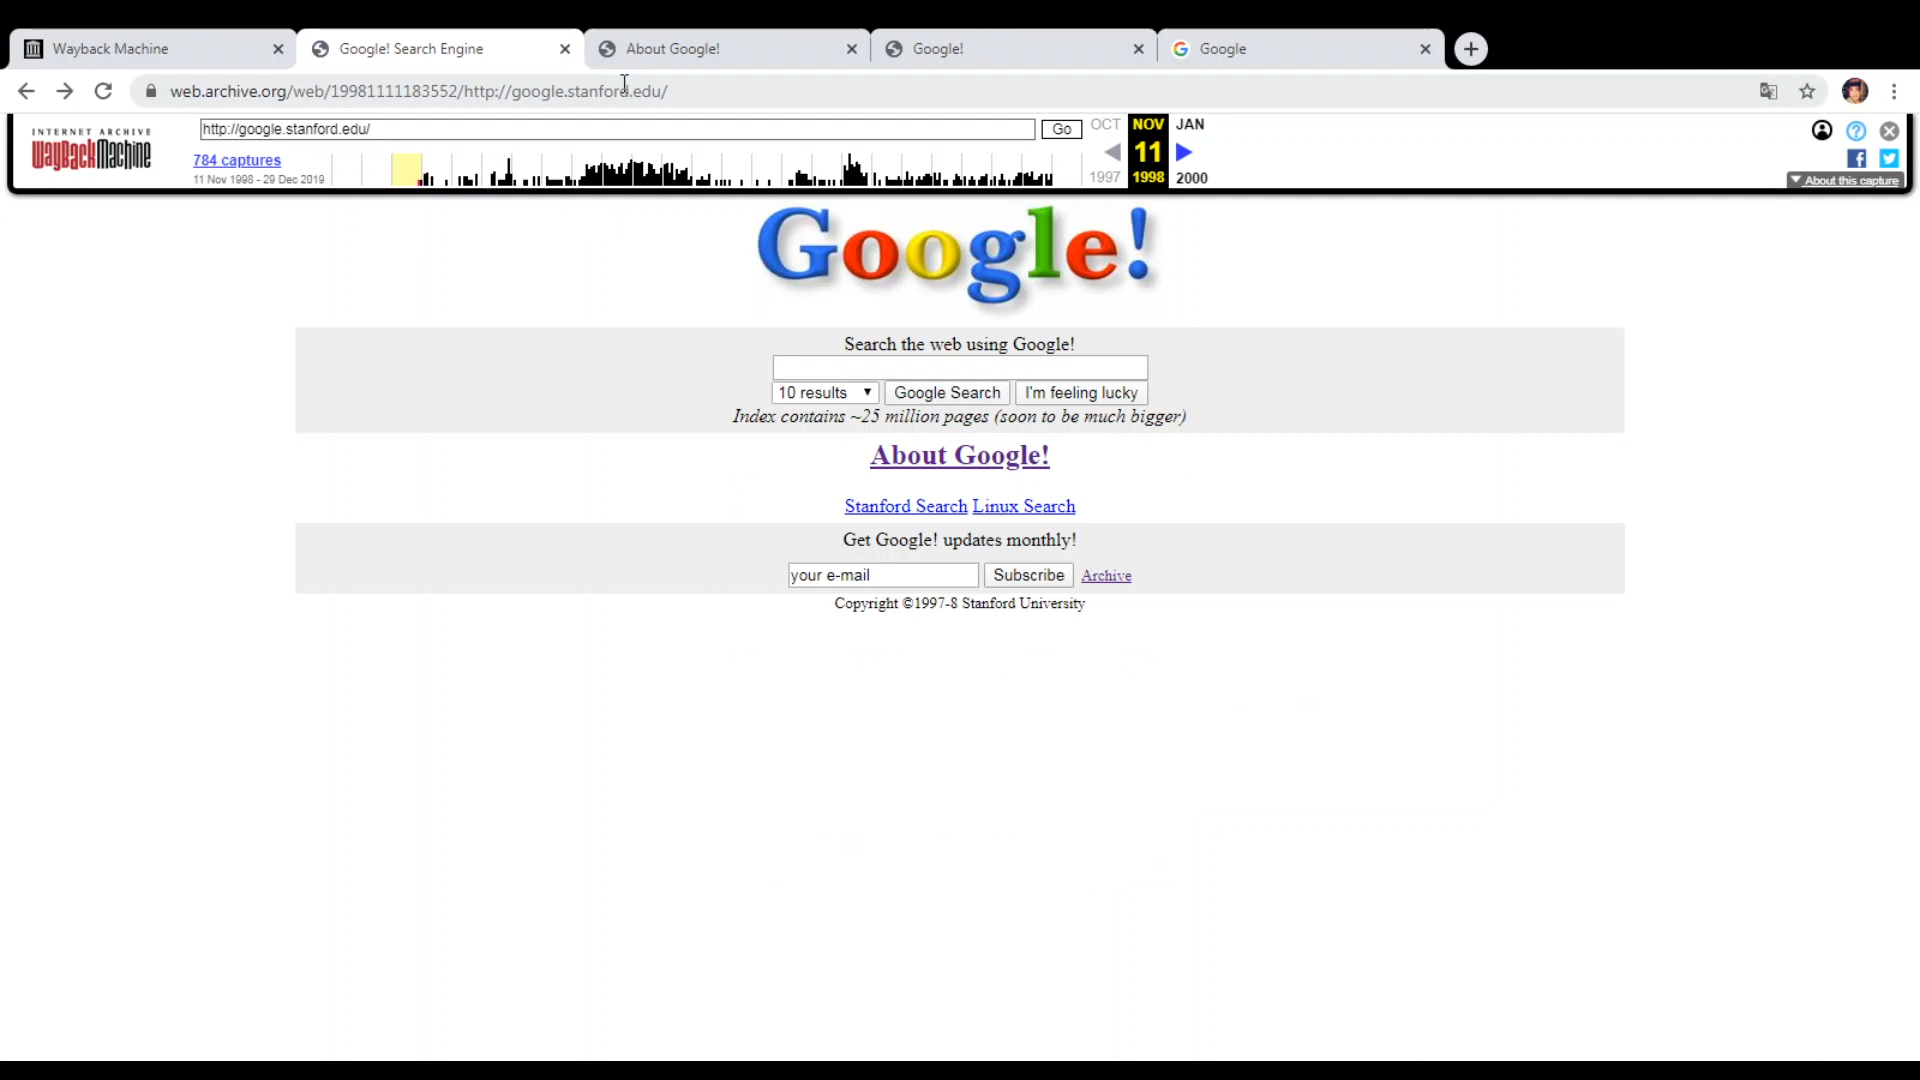 Wayback Machine
Google! Search Engine
About Google!
Google!
Google
web.archive.org/web/19981111183552/http://google.stanford.edu/
INTERNET ARCHIVE
WayBackMachine
http://google.stanford.edu/
Go
784 captures
11 Nov 1998 - 29 Dec 2019
OCT NOV JAN
11
1997 1998 2000
About this capture
Google!
Search the web using Google!
10 results Google Search I'm feeling lucky
Index contains ~25 million pages (soon to be much bigger)
About Google!
Stanford Search Linux Search
Get Google! updates monthly!
your e-mail Subscribe Archive
Copyright ©1997-8 Stanford University